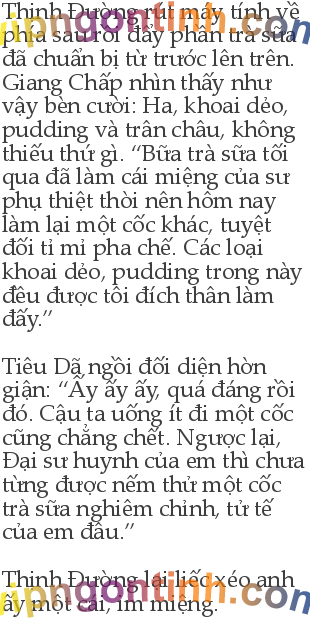 Thịnh Đường rút máy tính về
phía sau rồi đẩy phần trà sữa
đã chuẩn bị từ trước lên trên.
Giang Chấp nhìn thấy như
vậy bèn cười: Ha, khoai dẻo,
pudding và trân châu, không
thiếu thứ gì. “Bữa trà sữa tối
qua đã làm cái miệng của sư
phụ thiệt thòi nên hôm nay
làm lại một cốc khác, tuyệt
đối tỉ mỉ pha chế. Các loại
khoai dẻo, pudding trong này
đều được tôi đích thân làm
đấy.”
Tiêu Dã ngồi đối diện hờn
giận: “Ấy ấy ấy, quá đáng rồi
đó. Cậu ta uống ít đi một cốc
cũng chẳng chết. Ngược lại,
Đại sư huynh của em thì chưa
từng được nếm thử một cốc
trà sữa nghiêm chỉnh, tử tế
của em đâu.”
Thịnh Đường lại liếc xéo anh
ấy một cái, im miệng.
vipngontinh.com
vipngontinh.com